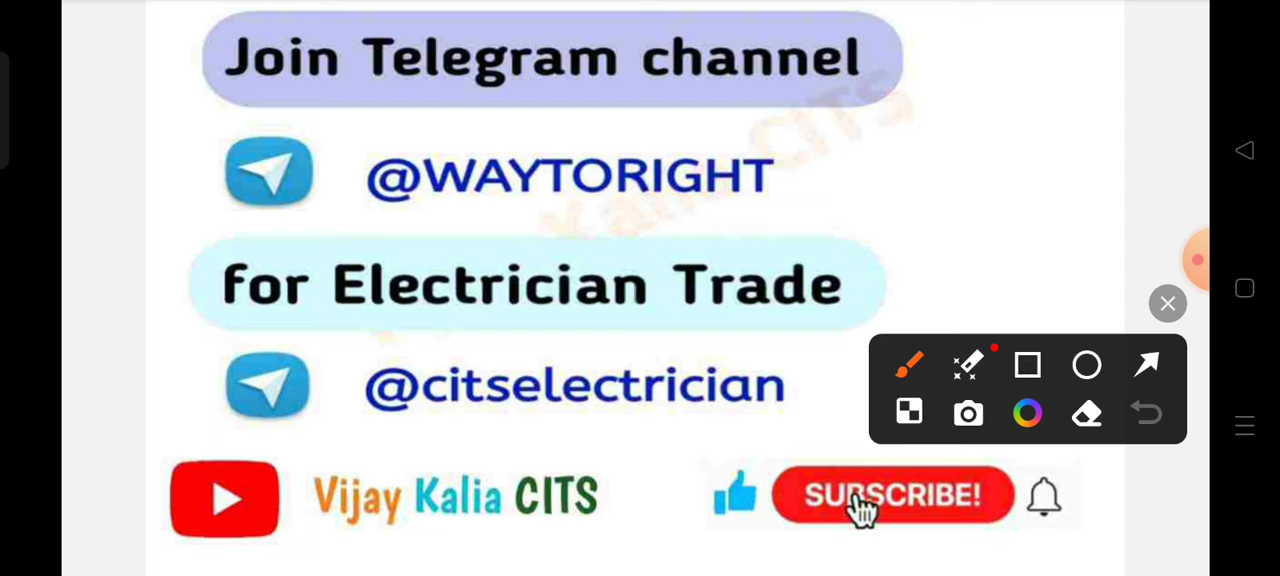 Join Telegram channel
@WAYTORIGHT
for Electrician Trade
@citselectrician
Vijay Kalia CITS
SUBSCRIBE!